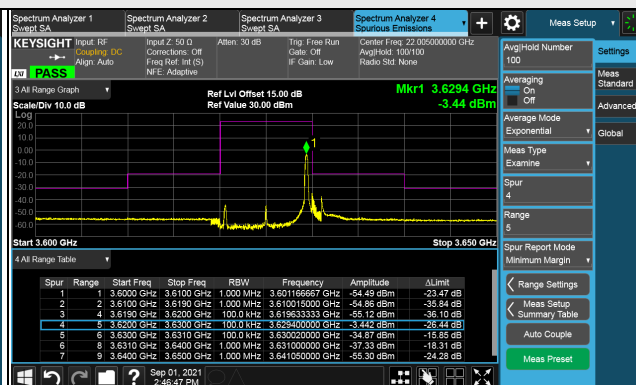 Spectrum Analyzer 1 Spectrum Analyzer 2 Spectrum Analyzer 3 Spectrum Analyzer 4 Meas Setup
Swept SA Swept SA Swept SA Spurious Emissions
KEYSIGHT Input: RF Input Z: 50 Ω Atten: 30 dB Trig: Free Run Center Freq: 22.005000000 GHz
Coupling: DC Corrections: Off Gate: Off Avg|Hold: 100/100
Align: Auto Freq Ref: Int (S) IF Gain: Low Radio Std: None
NFE: Adaptive
LXI PASS
3 All Range Graph
Ref Lvl Offset 15.00 dB Mkr1 3.6294 GHz
Scale/Div 10.0 dB Ref Value 30.00 dBm -3.44 dBm
Log
20.0
10.0
0.00
-10.0
-20.0
-30.0
-40.0
-50.0
-60.0
1
Start 3.600 GHz Stop 3.650 GHz
4 All Range Table
Spur Range Start Freq Stop Freq RBW Frequency Amplitude ΔLimit
1 1 3.6000 GHz 3.6100 GHz 1.000 MHz 3.601166667 GHz -54.49 dBm -23.47 dB
2 2 3.6100 GHz 3.6190 GHz 1.000 MHz 3.610015000 GHz -54.86 dBm -35.84 dB
3 4 3.6190 GHz 3.6200 GHz 100.0 kHz 3.619633333 GHz -55.12 dBm -36.10 dB
4 5 3.6200 GHz 3.6300 GHz 100.0 kHz 3.629400000 GHz -3.442 dBm -26.44 dB
5 6 3.6300 GHz 3.6310 GHz 100.0 kHz 3.630020000 GHz -34.87 dBm -15.85 dB
6 8 3.6310 GHz 3.6400 GHz 1.000 MHz 3.631000000 GHz -37.33 dBm -18.31 dB
7 9 3.6400 GHz 3.6500 GHz 1.000 MHz 3.641050000 GHz -55.30 dBm -24.28 dB
Sep 01, 2021
2:46:47 PM
?
Avg|Hold Number
100
Averaging
On
Off
Average Mode
Exponential
Meas Type
Examine
Spur
4
Range
5
Spur Report Mode
Minimum Margin
Range Settings
Meas Setup
Summary Table
Auto Couple
Meas Preset
Settings
Meas
Standard
Advanced
Global